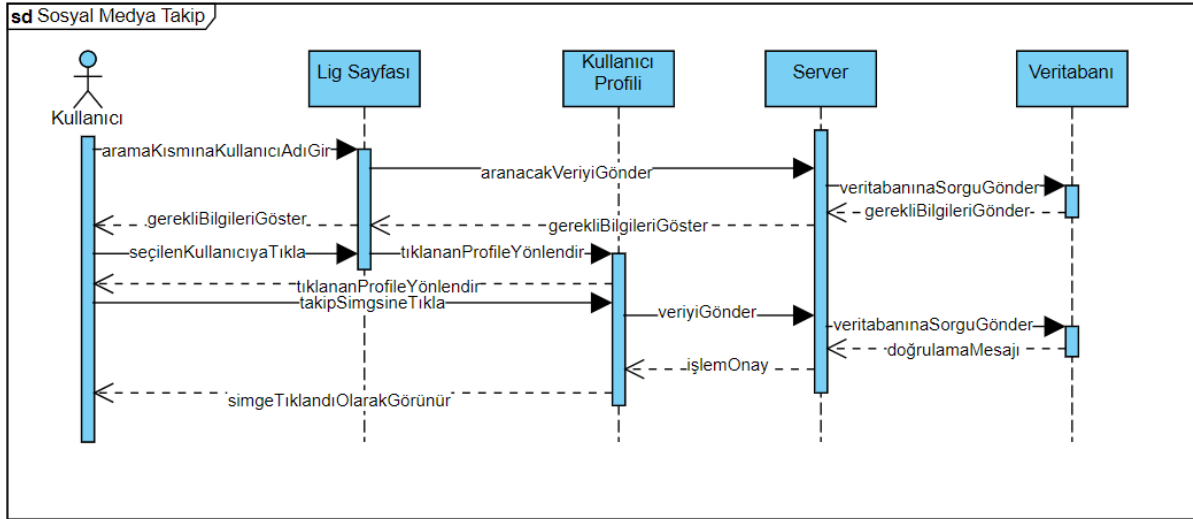 sd Sosyal Medya Takip
Kullanıcı
Lig Sayfası
Kullanıcı
Profili
Server
Veritabanı
aramaKısmınaKullanıcıAdıGir
aranacakVeriyiGönder
veritabanınaSorguGönder
gerekliBilgileriGönder
gerekliBilgileriGöster
gerekliBilgileriGöster
seçilenKullanıcıyaTıkla
tıklananProfileYönlendir
tıklananProfileYönlendir
takipSimgsineTıkla
veriyiGönder
veritabanınaSorguGönder
doğrulamaMesajı
işlemOnay
simgeTıklandıOlarakGörünür